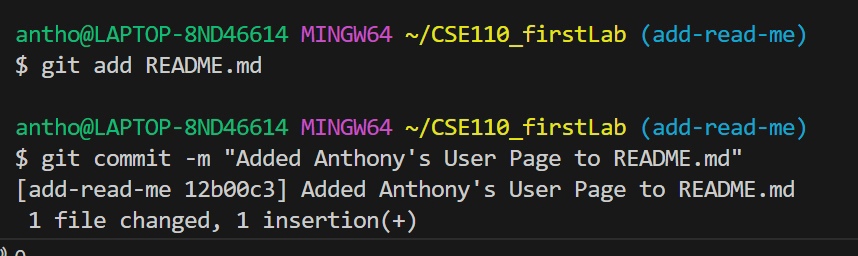 antho@LAPTOP-8ND46614 MINGW64 ~/CSE110_firstLab (add-read-me)
$ git add README.md
antho@LAPTOP-8ND46614 MINGW64 ~/CSE110_firstLab (add-read-me)
$ git commit -m "Added Anthony's User Page to README.md"
[add-read-me 12b00c3] Added Anthony's User Page to README.md
 1 file changed, 1 insertion(+)